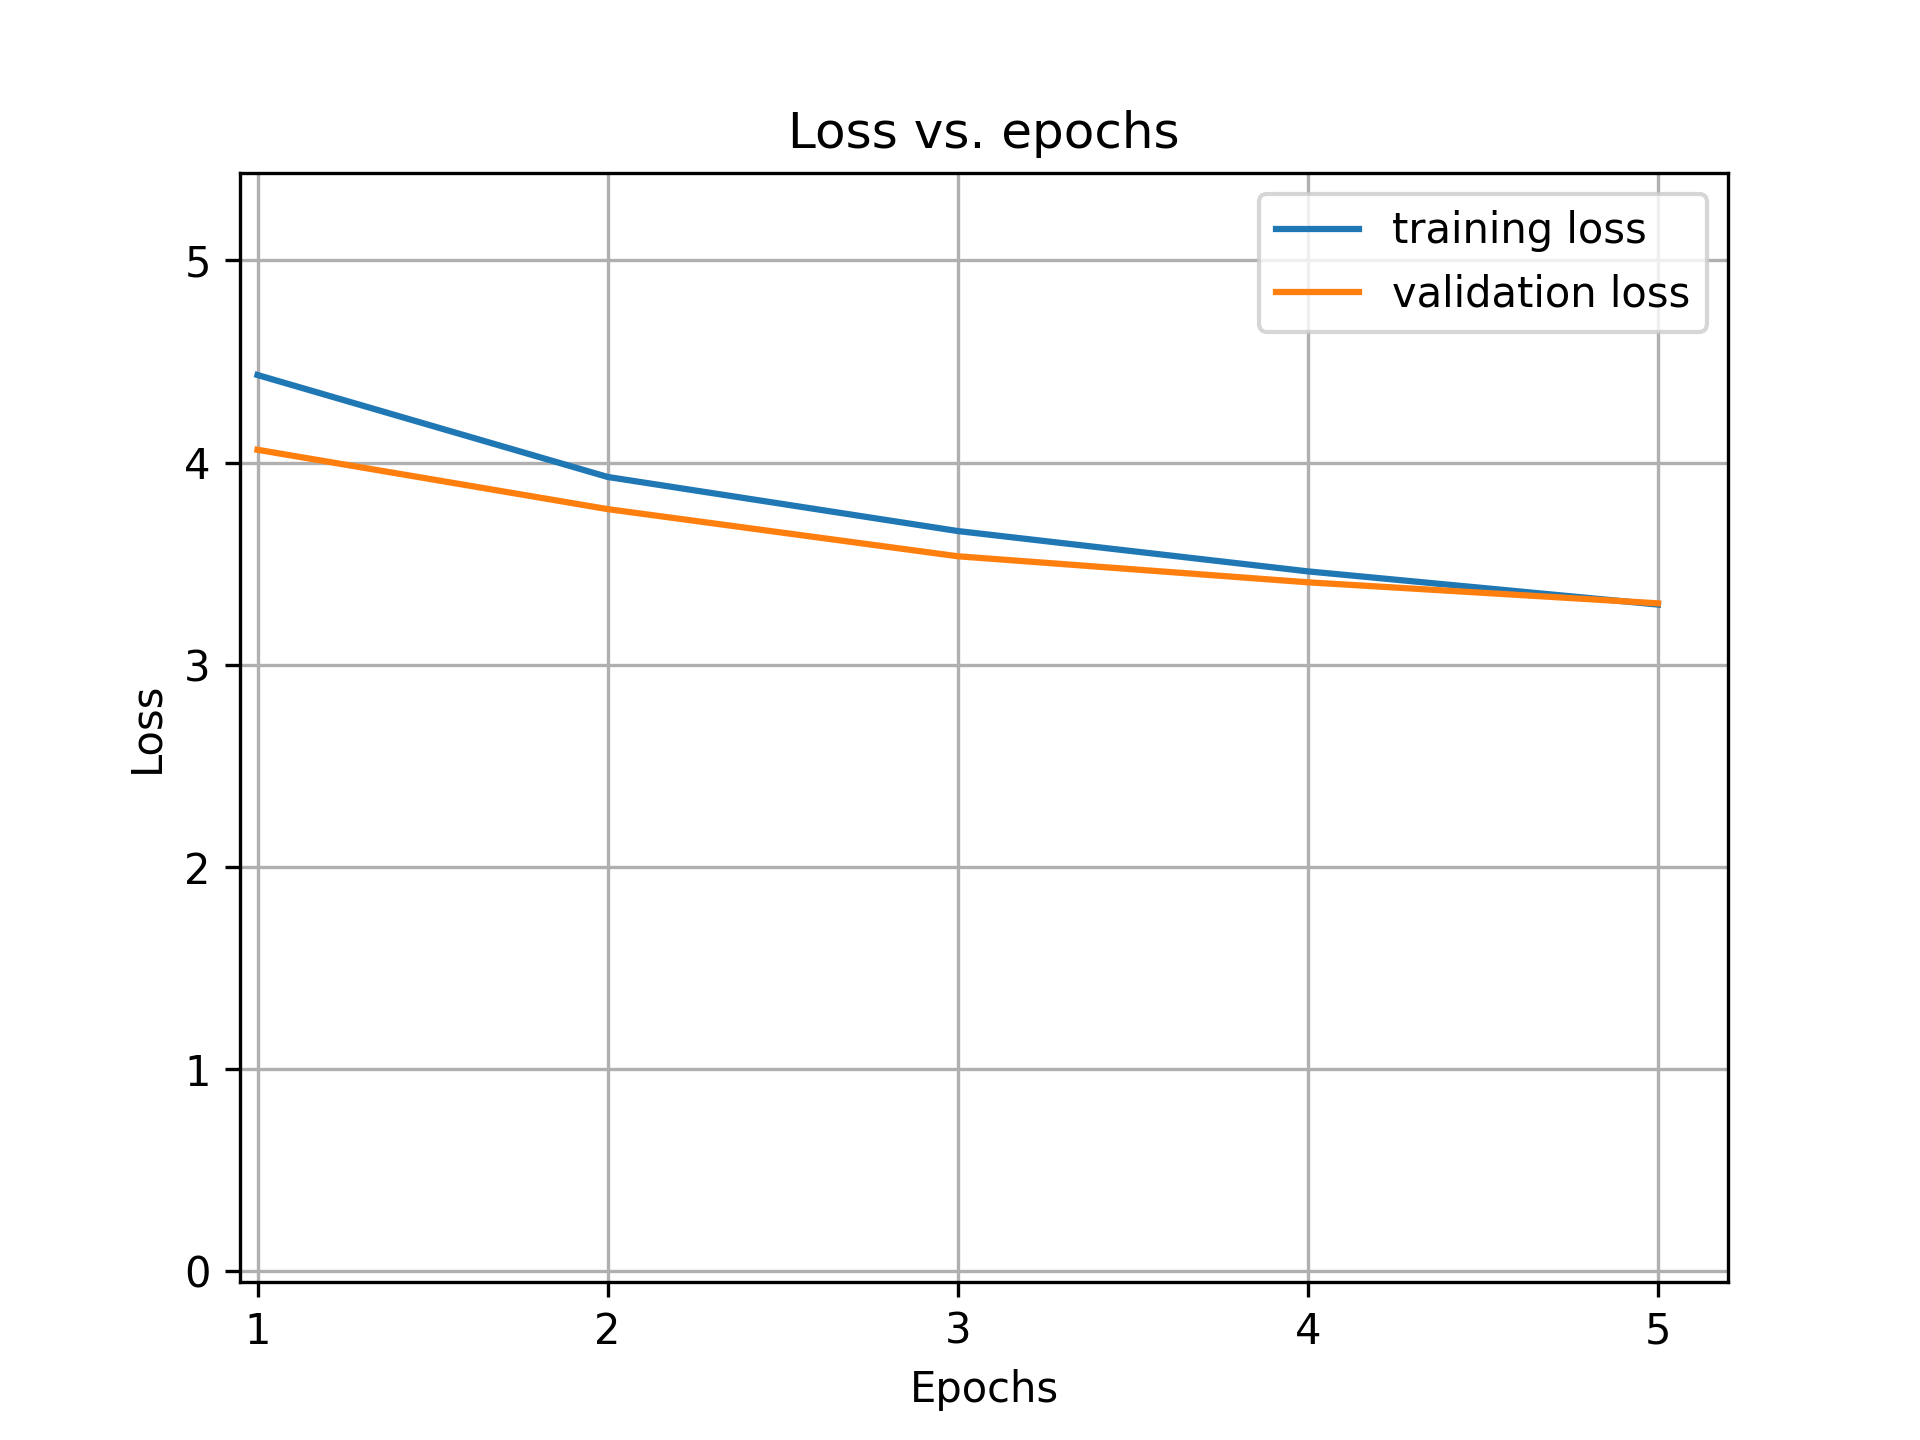 Loss vs. epochs
training loss
validation loss
5
4
3
2
1
0
Loss
1 2 3 4 5
Epochs